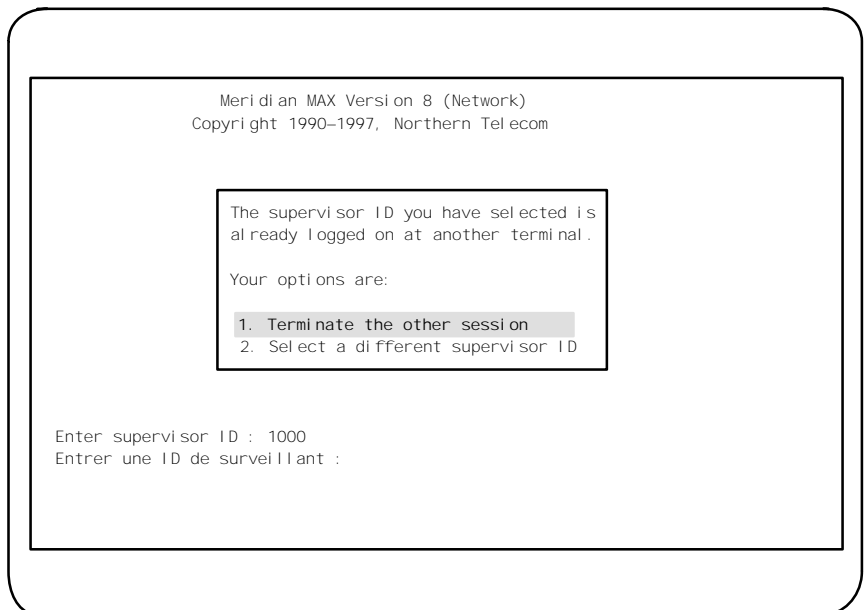 Meridian MAX Version 8 (Network)
Copyright 1990–1997, Northern Telecom
The supervisor ID you have selected is
already logged on at another terminal.
Your options are:
1. Terminate the other session
2. Select a different supervisor ID
Enter supervisor ID : 1000
Entrer une ID de surveillant :